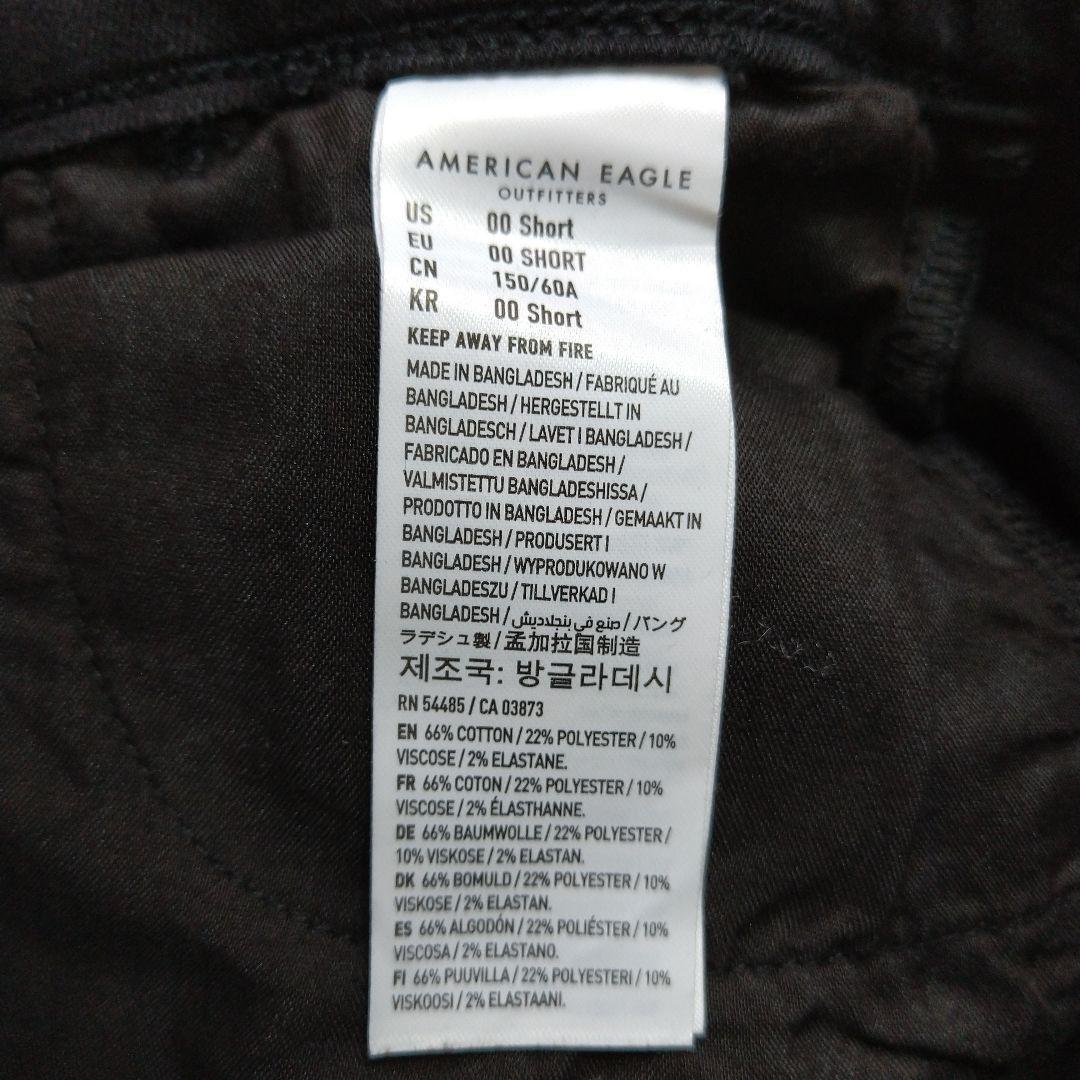 AMERICAN EAGLE
OUTFITTERS
US 00 Short
EU 00 SHORT
CN 150/60A
KR 00 Short
KEEP AWAY FROM FIRE
MADE IN BANGLADESH / FABRIQUÉ AU
BANGLADESH / HERGESTELLT IN
BANGLADESCH / LAVET I BANGLADESH /
FABRICADO EN BANGLADESH /
VALMISTETTU BANGLADESHISSA /
PRODOTTO IN BANGLADESH / GEMAAKT IN
BANGLADESH / PRODUSERT I
BANGLADESH / WYPRODUKOWANO W
BANGLADESZU / TILLVERKAD I
BANGLADESH / صنع في بنجلاديش / バング
ラデシュ製 / 孟加拉国制造
제조국: 방글라데시
RN 54485 / CA 03873
EN 66% COTTON / 22% POLYESTER / 10%
VISCOSE / 2% ELASTANE.
FR 66% COTON / 22% POLYESTER / 10%
VISCOSE / 2% ÉLASTHANNE.
DE 66% BAUMWOLLE / 22% POLYESTER /
10% VISKOSE / 2% ELASTAN.
DK 66% BOMULD / 22% POLYESTER / 10%
VISKOSE / 2% ELASTAN.
ES 66% ALGODÓN / 22% POLIÉSTER / 10%
VISCOSA / 2% ELASTANO.
FI 66% PUUVILLA / 22% POLYESTERI / 10%
VISKOOSI / 2% ELASTAANI.